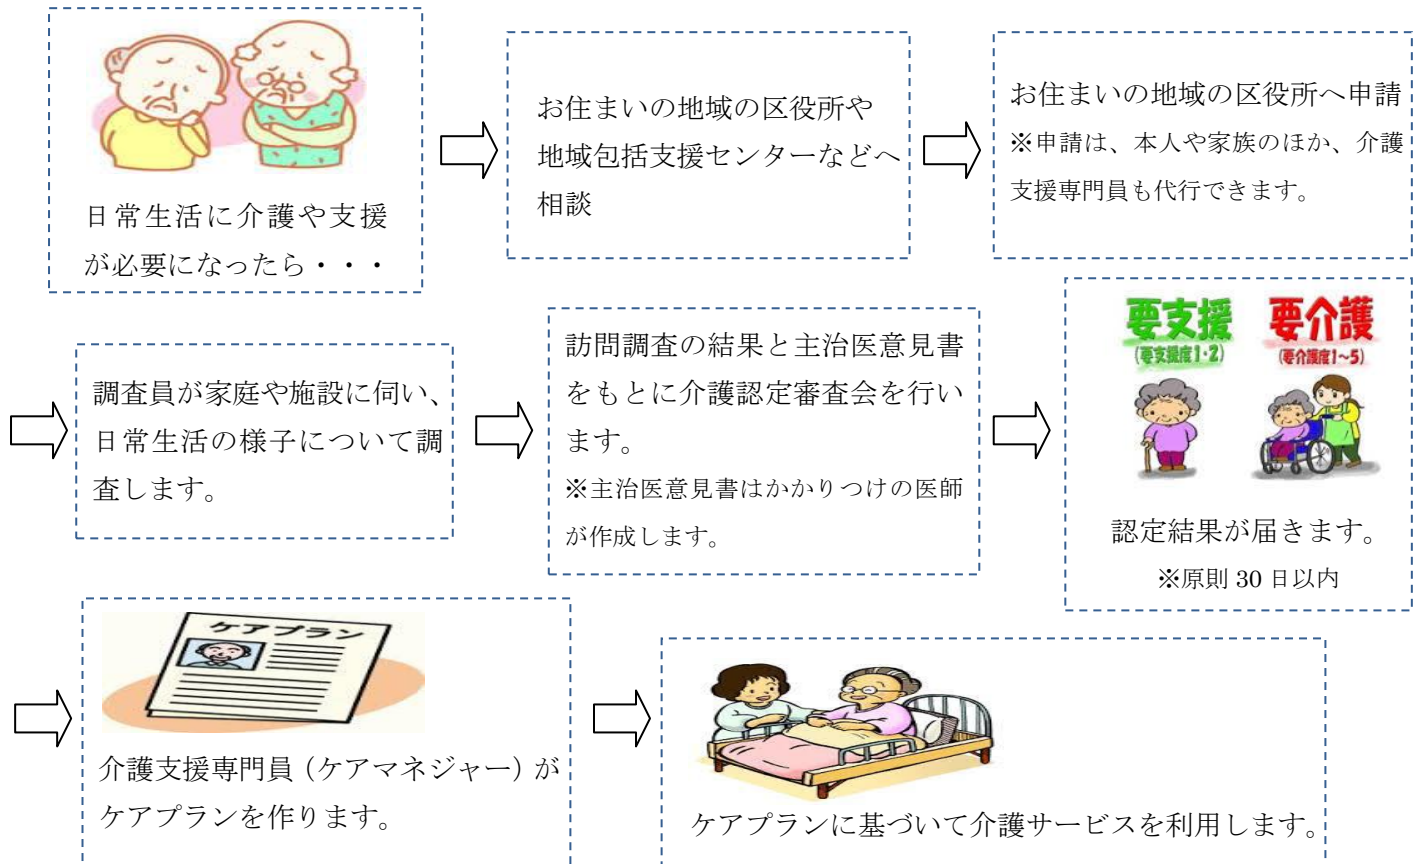 日常生活に介護や支援
が必要になったら・・・
お住まいの地域の区役所や
地域包括支援センターなどへ
相談
お住まいの地域の区役所へ申請
※申請は、本人や家族のほか、介護
支援専門員も代行できます。
調査員が家庭や施設に伺い、
日常生活の様子について調
査します。
訪問調査の結果と主治医意見書
をもとに介護認定審査会を行い
ます。
※主治医意見書はかかりつけの医師
が作成します。
要支援
(要支援度1・2)
要介護
(要介護度1~5)
認定結果が届きます。
※原則 30 日以内
ケアプラン
介護支援専門員（ケアマネジャー）が
ケアプランを作ります。
ケアプランに基づいて介護サービスを利用します。